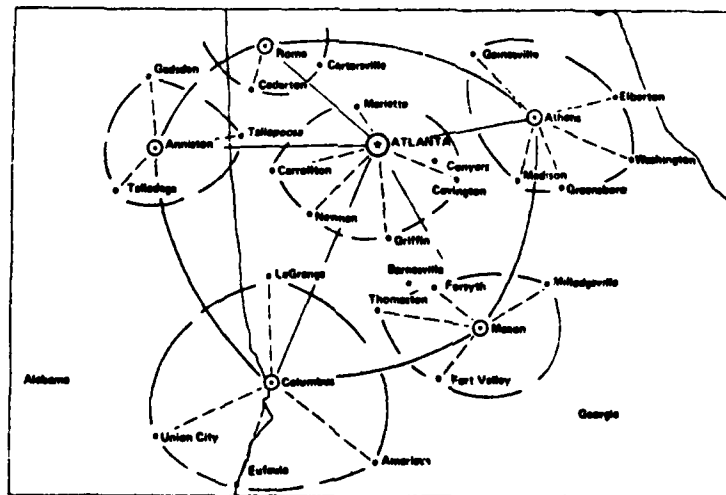 Rome
Gadsden
Cartersville
Gainesville
Marietta
Elberton
Athens
Tallapoosa
ATLANTA
Anniston
Carrollton
Conyers
Washington
Talladega
Madison
Covington
Greensboro
Newnan
Griffin
LaGrange
Barnesville
Forsyth
Milledgeville
Thomaston
Macon
Alabama
Columbus
Fort Valley
Georgia
Union City
Americus
Eufaula